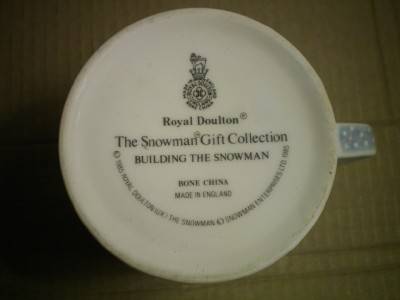 Royal Doulton®
The Snowman® Gift Collection
BUILDING THE SNOWMAN
BONE CHINA
MADE IN ENGLAND
© 1985 ROYAL DOULTON (UK) / THE SNOWMAN © SNOWMAN ENTERPRISES LTD 1985